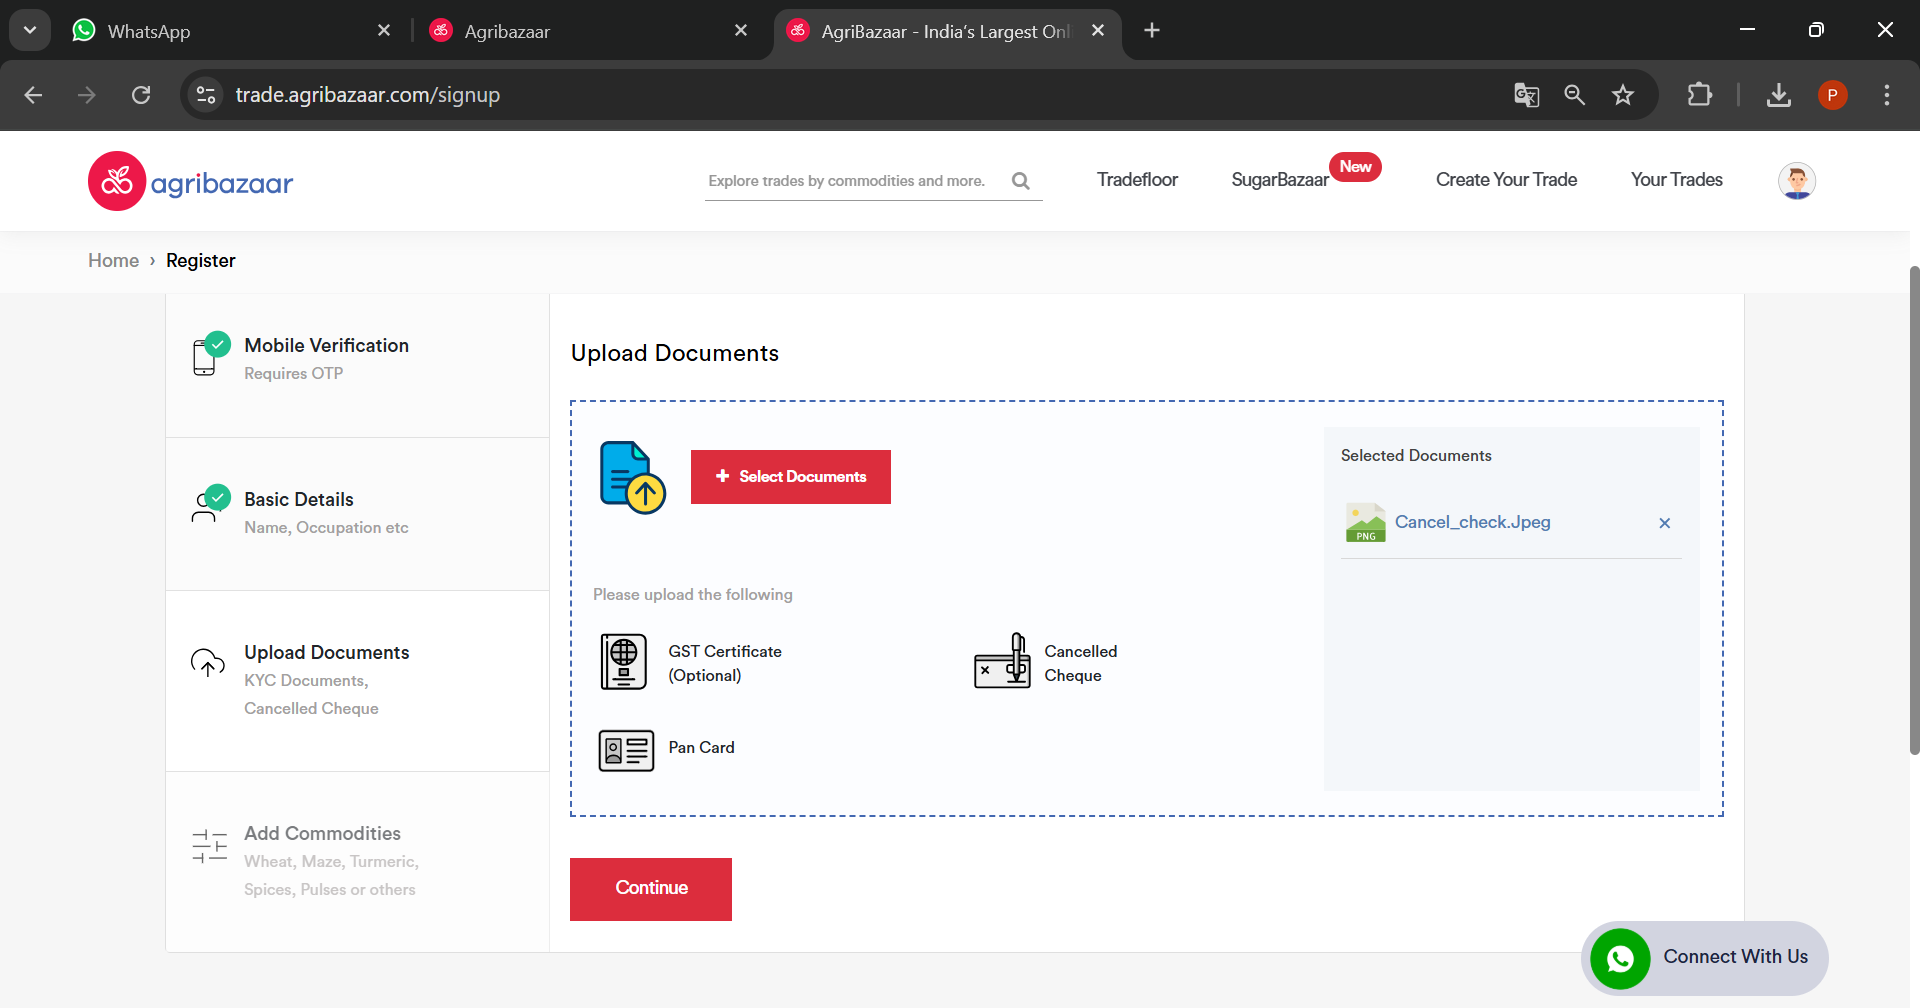 WhatsApp
Agribazaar
AgriBazaar - India's Largest Onl
trade.agribazaar.com/signup
P
agribazaar
Explore trades by commodities and more.
Tradefloor
SugarBazaar
New
Create Your Trade
Your Trades
Home › Register
Mobile Verification
Requires OTP
Basic Details
Name, Occupation etc
Upload Documents
KYC Documents,
Cancelled Cheque
Add Commodities
Wheat, Maze, Turmeric,
Spices, Pulses or others
Upload Documents
+ Select Documents
Please upload the following
GST Certificate
(Optional)
Cancelled
Cheque
Pan Card
Selected Documents
PNG
Cancel_check.Jpeg
Continue
Connect With Us